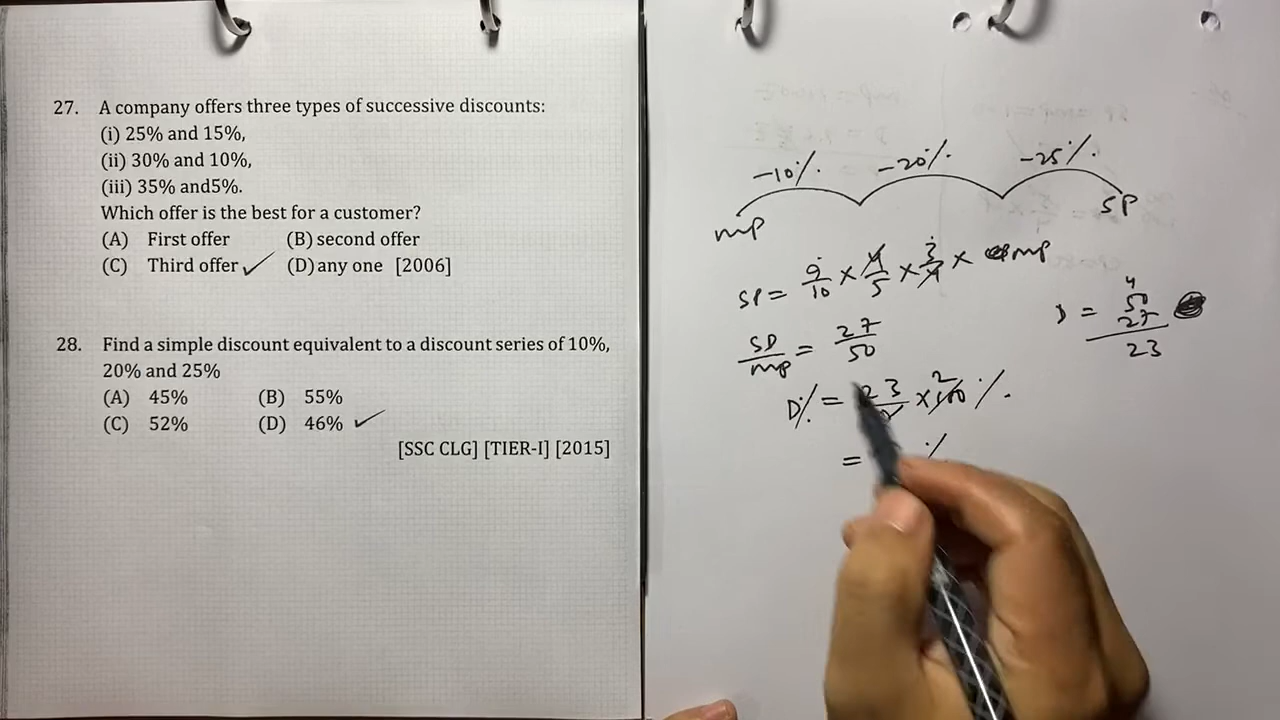 27. A company offers three types of successive discounts:
(i) 25% and 15%,
(ii) 30% and 10%,
(iii) 35% and5%.
Which offer is the best for a customer?
(A) First offer (B) second offer
(C) Third offer ✓ (D) any one [2006]
28. Find a simple discount equivalent to a discount series of 10%,
20% and 25%
(A) 45% (B) 55%
(C) 52% (D) 46% ✓
[SSC CLG] [TIER-I] [2015]
-10% -20% -25%
MP SP
SP = 9/10 × 4/5 × 3/4 × MP
SP/MP = 27/50
D = 50
27
23
D% = 23 × 100 %
2
= %